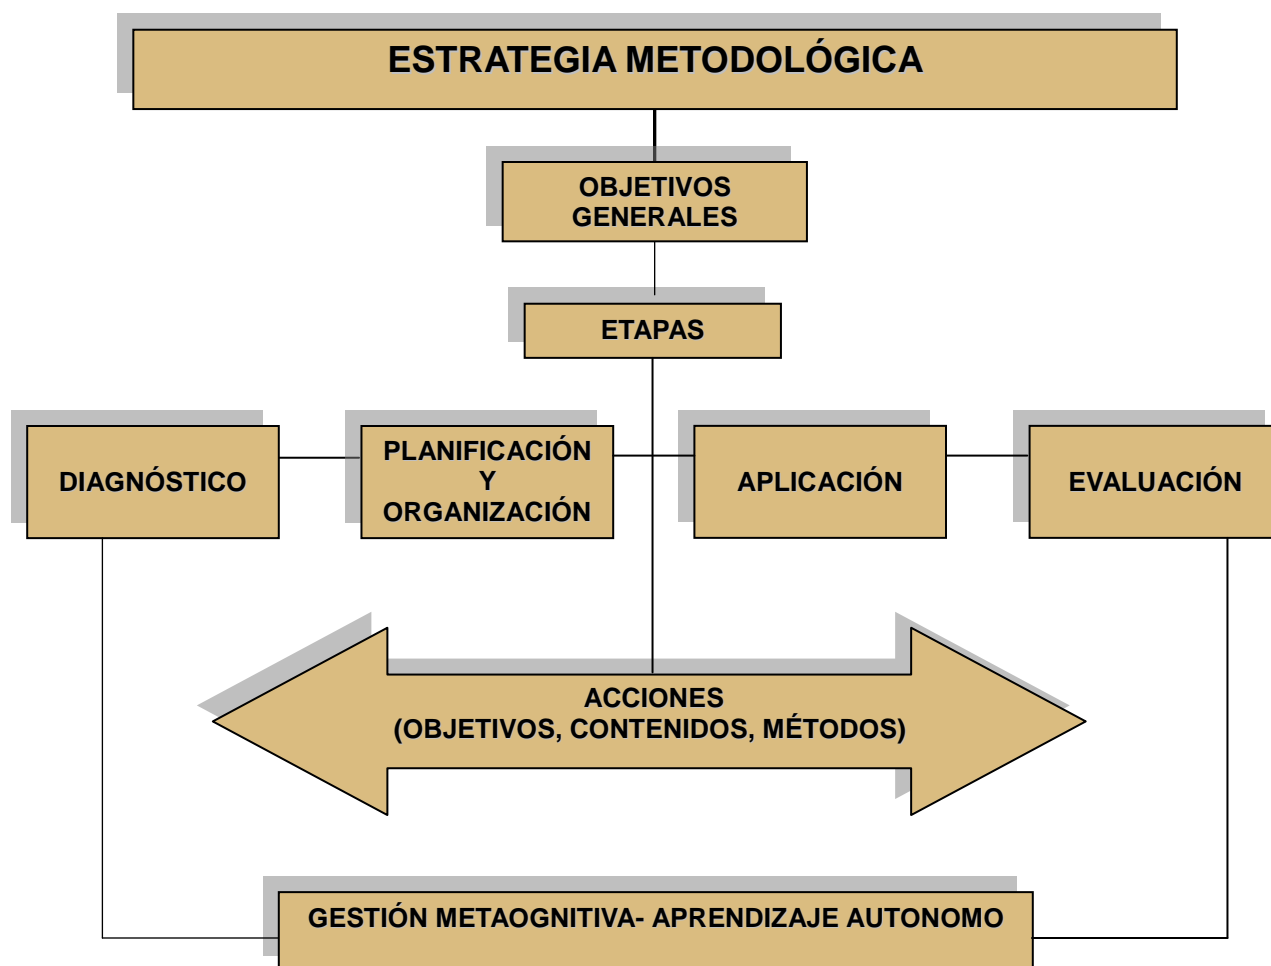 ESTRATEGIA METODOLÓGICA
OBJETIVOS
GENERALES
ETAPAS
DIAGNÓSTICO
PLANIFICACIÓN
Y
ORGANIZACIÓN
APLICACIÓN
EVALUACIÓN
ACCIONES
(OBJETIVOS, CONTENIDOS, MÉTODOS)
GESTIÓN METAOGNITIVA- APRENDIZAJE AUTONOMO